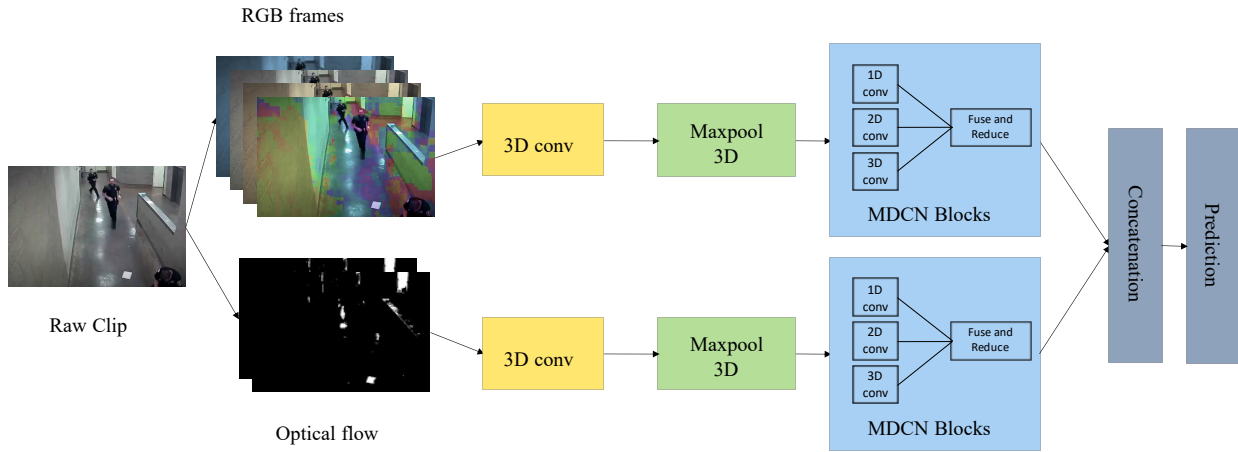 RGB frames
Raw Clip
3D conv
Maxpool
3D
1D
conv
2D
conv
3D
conv
Fuse and
Reduce
MDCN Blocks
Optical flow
3D conv
Maxpool
3D
1D
conv
2D
conv
3D
conv
Fuse and
Reduce
MDCN Blocks
Concatenation
Prediction